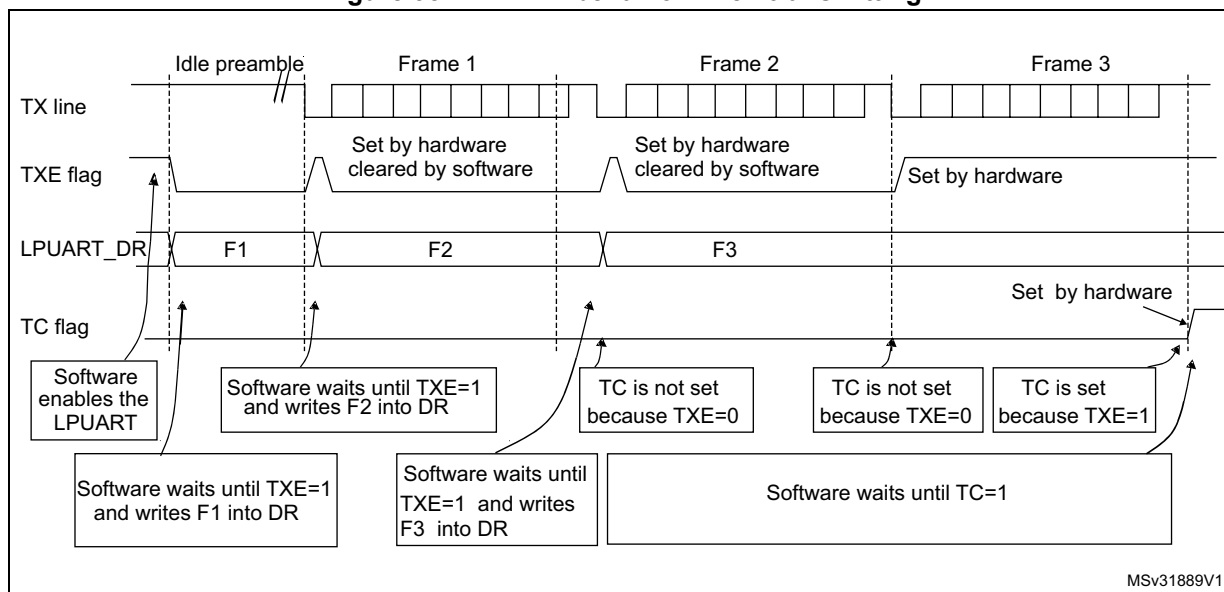 Idle preamble
Frame 1
Frame 2
Frame 3
TX line
TXE flag
Set by hardware
cleared by software
Set by hardware
cleared by software
Set by hardware
LPUART_DR
F1
F2
F3
TC flag
Set by hardware
Software
enables the
LPUART
Software waits until TXE=1
and writes F2 into DR
TC is not set
because TXE=0
TC is not set
because TXE=0
TC is set
because TXE=1
Software waits until TXE=1
and writes F1 into DR
Software waits until
TXE=1 and writes
F3 into DR
Software waits until TC=1
MSv31889V1